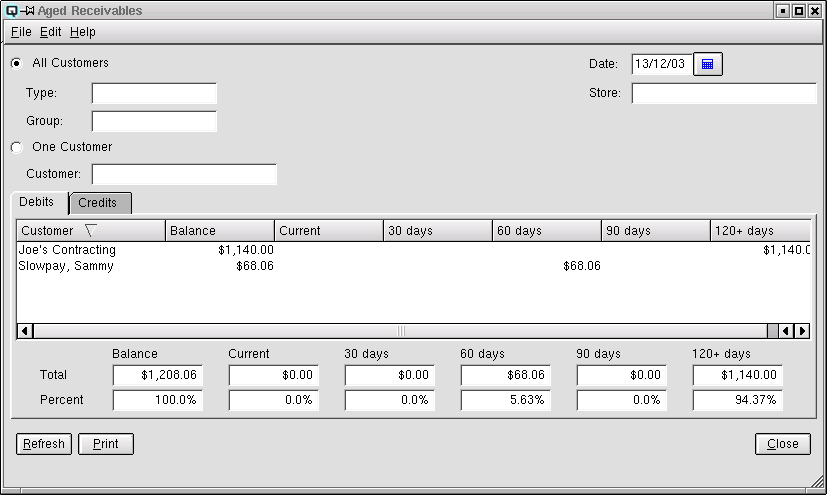 Aged Receivables
File Edit Help
All Customers Date: 13/12/03
Type: Store:
Group:
One Customer
Customer:
Debits Credits
Customer Balance Current 30 days 60 days 90 days 120+ days
Joe's Contracting $1,140.00 $1,140.0
Slowpay, Sammy $68.06 $68.06
Balance Current 30 days 60 days 90 days 120+ days
Total $1,208.06 $0.00 $0.00 $68.06 $0.00 $1,140.00
Percent 100.0% 0.0% 0.0% 5.63% 0.0% 94.37%
Refresh Print Close